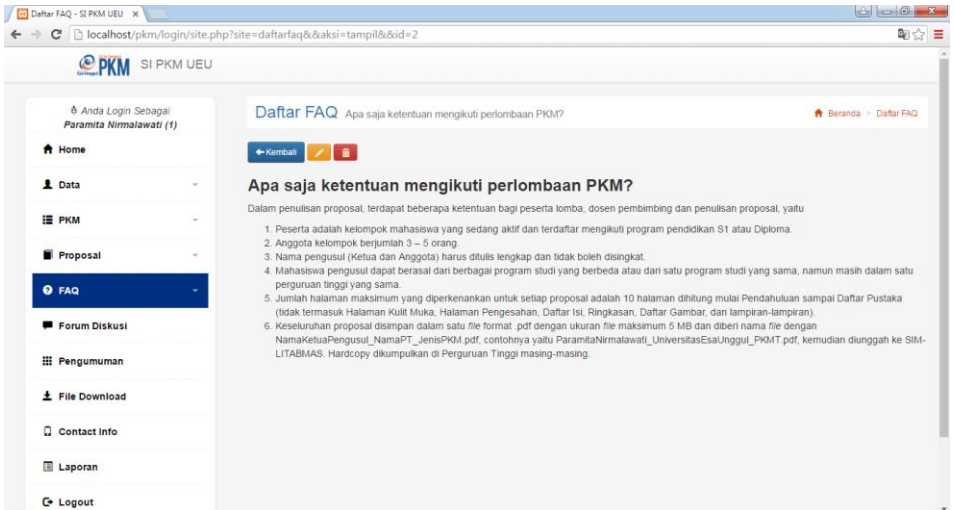 Daftar FAQ - SI PKM UEU
localhost/pkm/login/site.php?site=daftarfaq&&aksi=tampil&&id=2
PKM SI PKM UEU
Anda Login Sebagai
Paramita Nirmalawati (1)
Home
Data
PKM
Proposal
FAQ
Forum Diskusi
Pengumuman
File Download
Contact Info
Laporan
Logout
Daftar FAQ Apa saja ketentuan mengikuti perlombaan PKM?
Beranda > Daftar FAQ
Kembali
Apa saja ketentuan mengikuti perlombaan PKM?
Dalam penulisan proposal, terdapat beberapa ketentuan bagi peserta lomba, dosen pembimbing dan penulisan proposal, yaitu
1. Peserta adalah kelompok mahasiswa yang sedang aktif dan terdaftar mengikuti program pendidikan S1 atau Diploma.
2. Anggota kelompok berjumlah 3 – 5 orang.
3. Nama pengusul (Ketua dan Anggota) harus ditulis lengkap dan tidak boleh disingkat.
4. Mahasiswa pengusul dapat berasal dari berbagai program studi yang berbeda atau dari satu program studi yang sama, namun masih dalam satu
perguruan tinggi yang sama.
5. Jumlah halaman maksimum yang diperkenankan untuk setiap proposal adalah 10 halaman dihitung mulai Pendahuluan sampai Daftar Pustaka
(tidak termasuk Halaman Kulit Muka, Halaman Pengesahan, Daftar Isi, Ringkasan, Daftar Gambar, dan lampiran-lampiran).
6. Keseluruhan proposal disimpan dalam satu file format .pdf dengan ukuran file maksimum 5 MB dan diberi nama file dengan
NamaKetuaPengusul_NamaPT_JenisPKM.pdf, contohnya yaitu ParamitaNirmalawati_UniversitasEsaUnggul_PKMT.pdf, kemudian diunggah ke SIM-
LITABMAS. Hardcopy dikumpulkan di Perguruan Tinggi masing-masing.